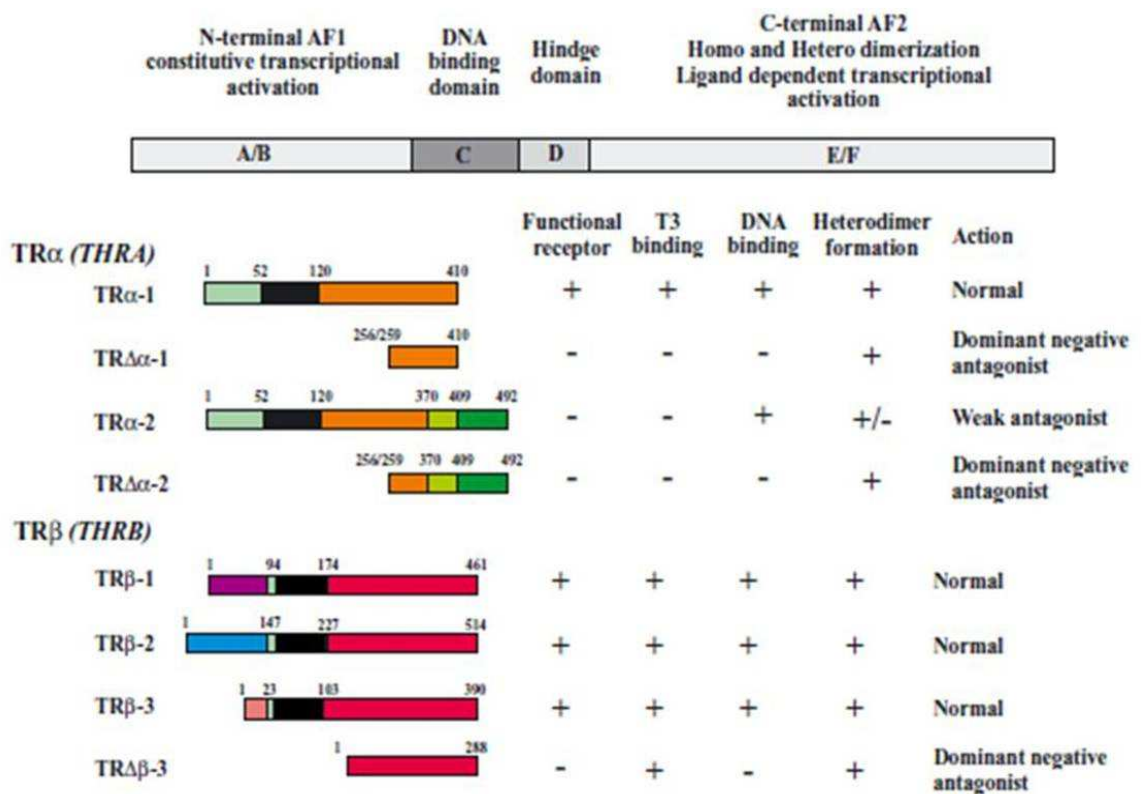 N-terminal AF1
constitutive transcriptional
activation
DNA
binding
domain
Hindge
domain
C-terminal AF2
Homo and Hetero dimerization
Ligand dependent transcriptional
activation
A/B C D E/F
Functional
receptor
T3
binding
DNA
binding
Heterodimer
formation
Action
TRα (THRA)
1 52 120 410
TRα-1 + + + + Normal
256/259 410
TRΔα-1 - - - + Dominant negative
antagonist
1 52 120 370 409 492
TRα-2 - - + +/- Weak antagonist
256/259 370 409 492
TRΔα-2 - - - + Dominant negative
antagonist
TRβ (THRB)
1 94 174 461
TRβ-1 + + + + Normal
1 147 227 514
TRβ-2 + + + + Normal
1 23 103 390
TRβ-3 + + + + Normal
1 288
TRΔβ-3 - + - + Dominant negative
antagonist